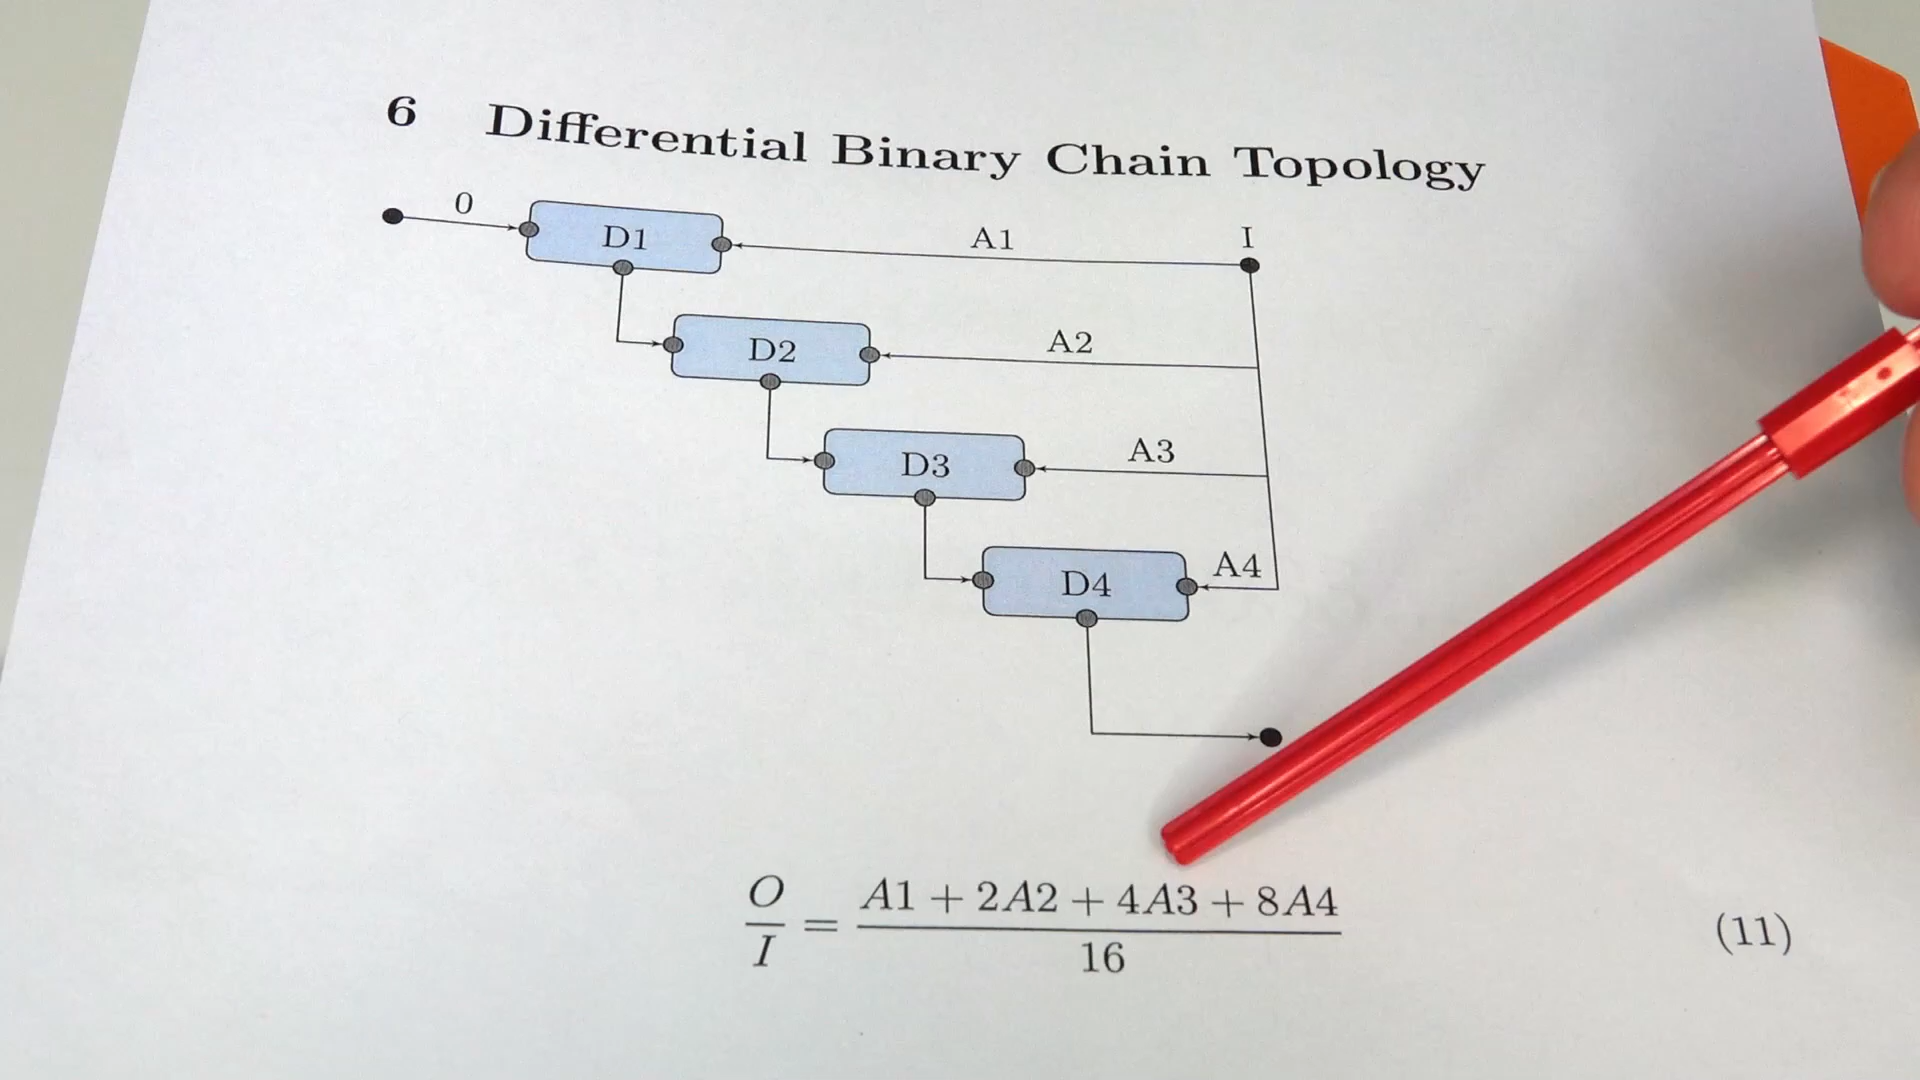 6 Differential Binary Chain Topology
0
D1
A1
I
D2
A2
D3
A3
D4
A4
O/I = (A1 + 2A2 + 4A3 + 8A4)/16 (11)